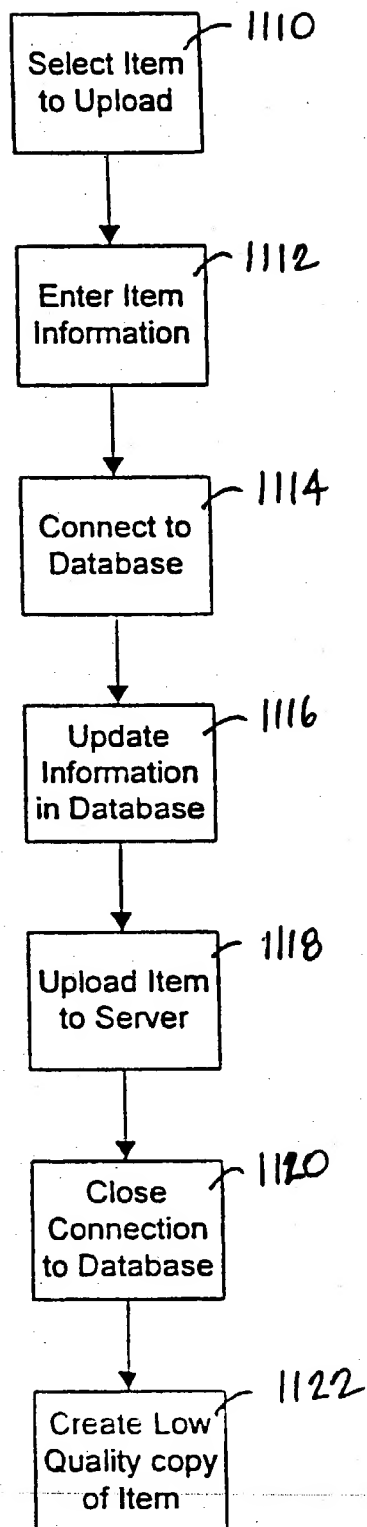 1110
Select Item
to Upload
1112
Enter Item
Information
1114
Connect to
Database
1116
Update
Information
in Database
1118
Upload Item
to Server
1120
Close
Connection
to Database
1122
Create Low
Quality copy
of Item